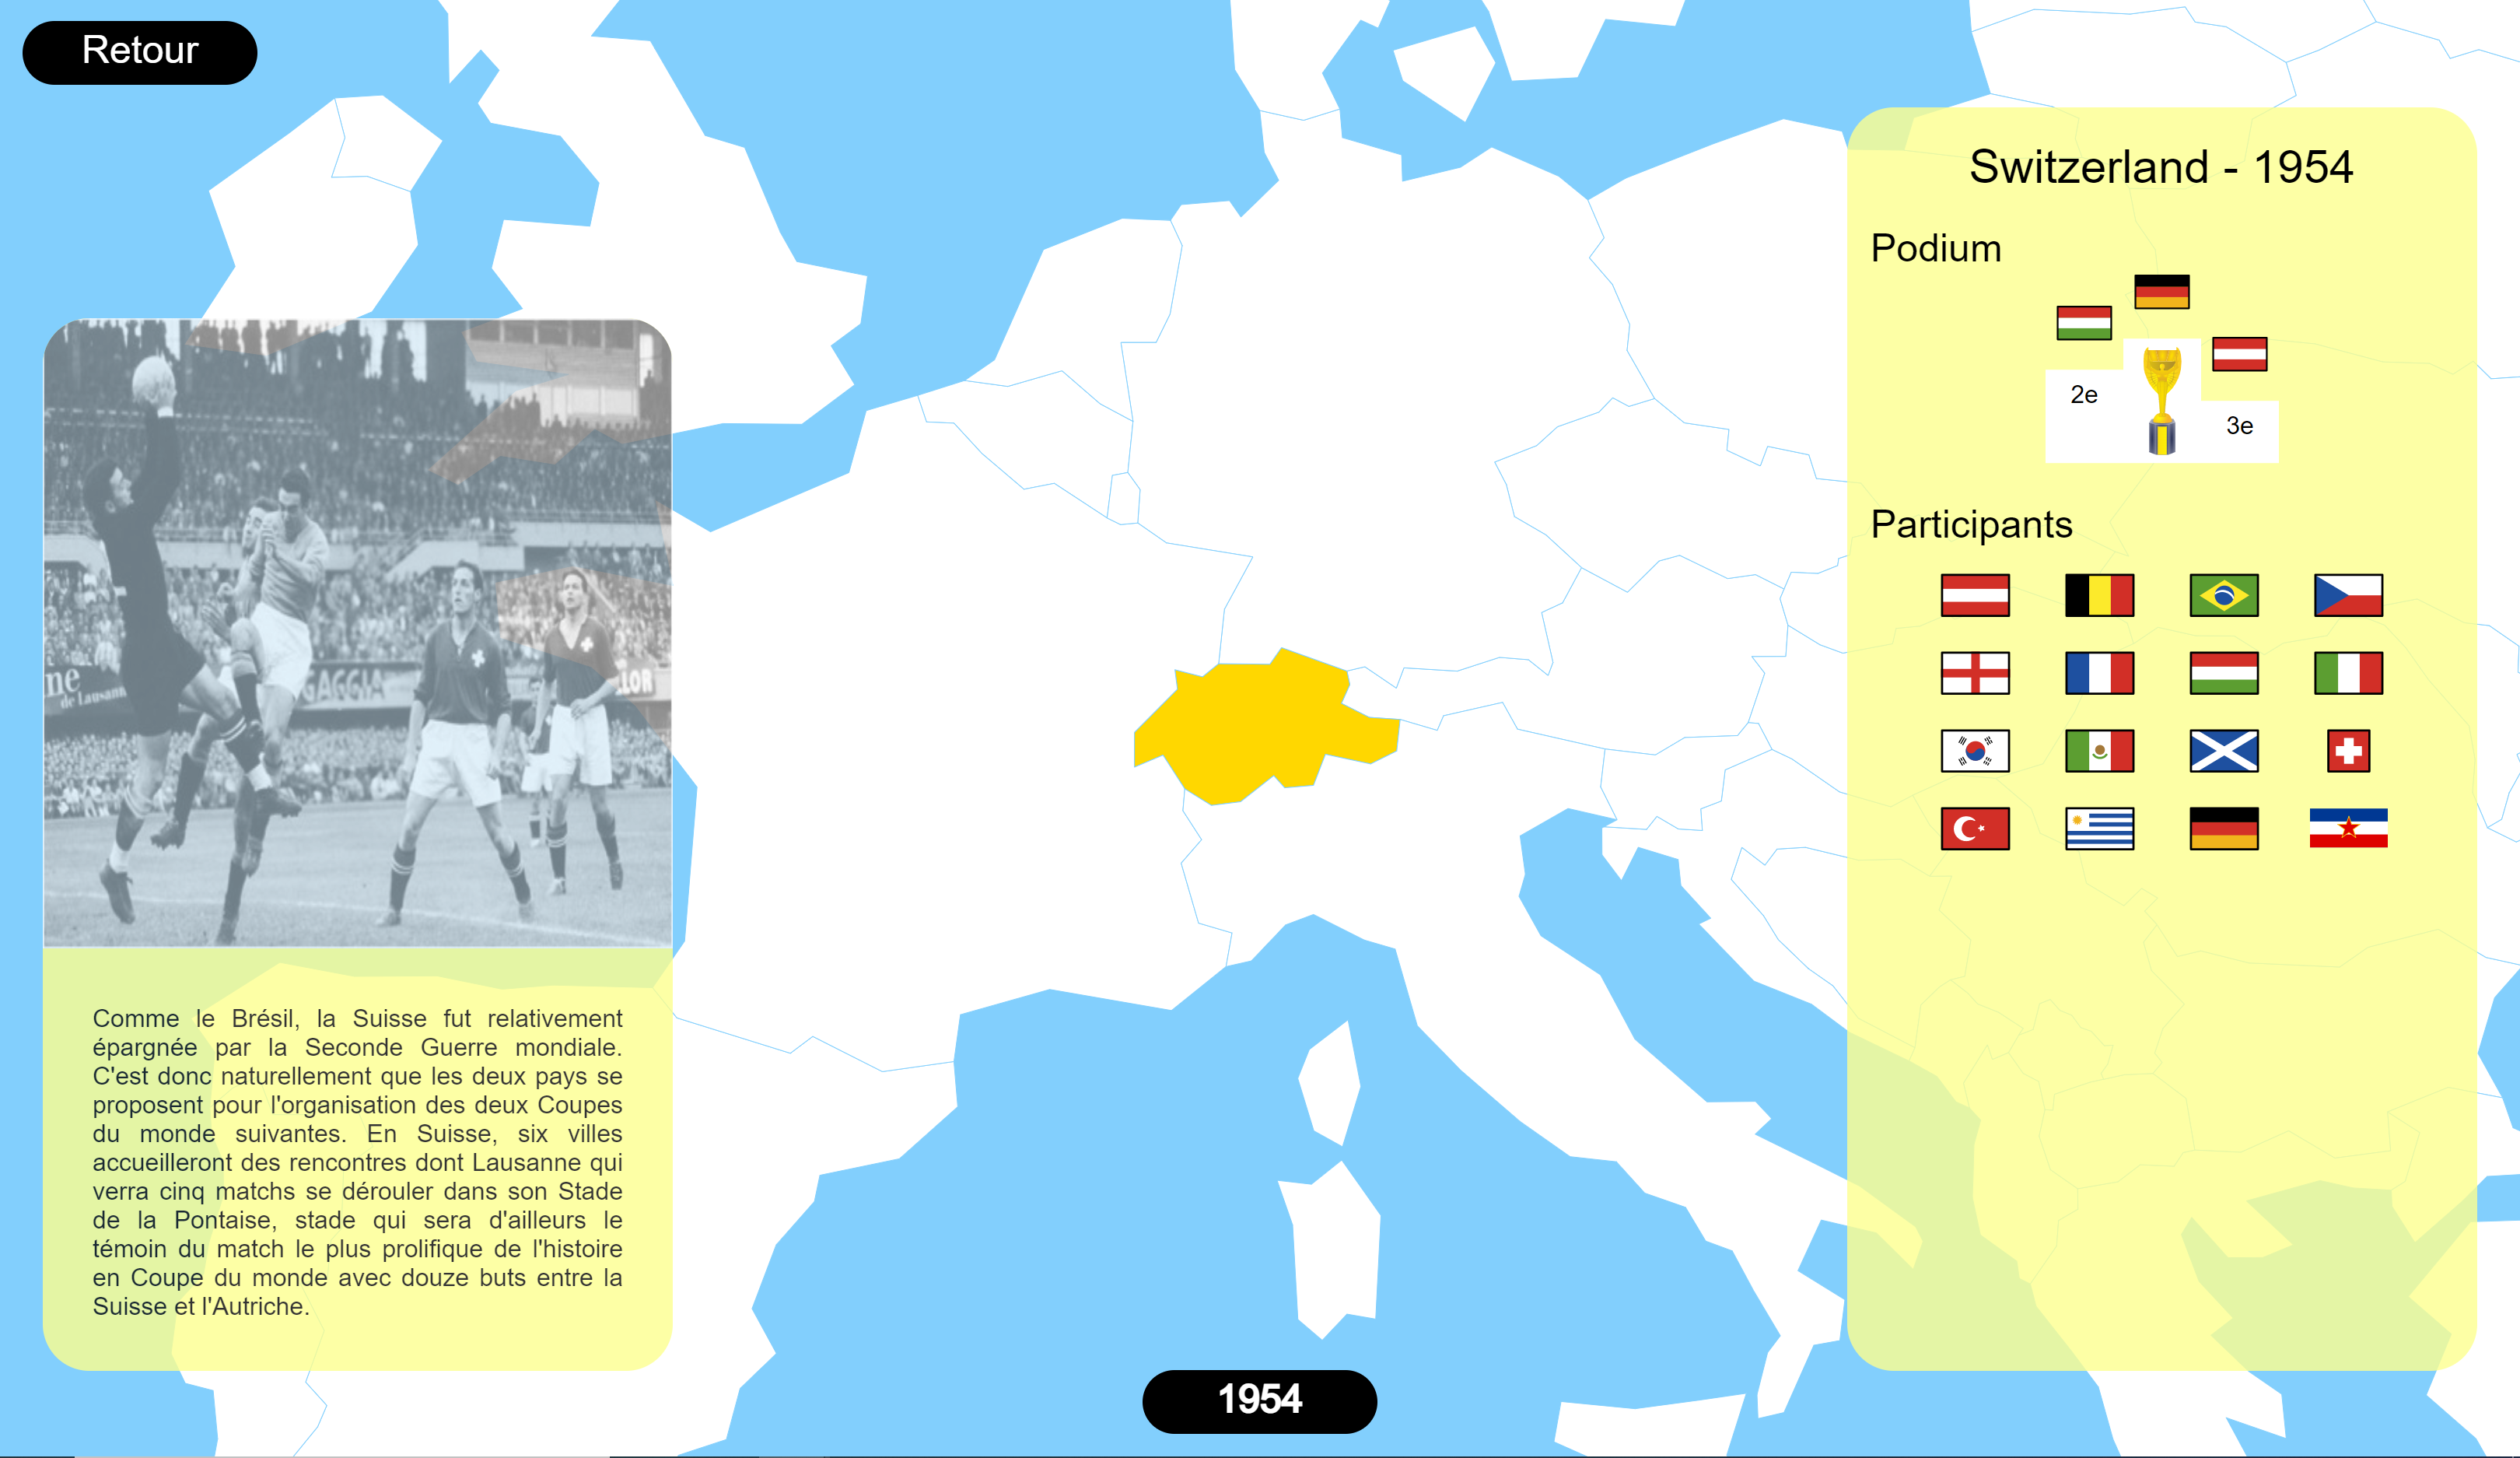 Retour
Switzerland - 1954
Podium
2e
3e
Participants
ne
de Lausann
GAGGIA
LOR
Comme le Brésil, la Suisse fut relativement
épargnée par la Seconde Guerre mondiale.
C'est donc naturellement que les deux pays se
proposent pour l'organisation des deux Coupes
du monde suivantes. En Suisse, six villes
accueilleront des rencontres dont Lausanne qui
verra cinq matchs se dérouler dans son Stade
de la Pontaise, stade qui sera d'ailleurs le
témoin du match le plus prolifique de l'histoire
en Coupe du monde avec douze buts entre la
Suisse et l'Autriche.
1954